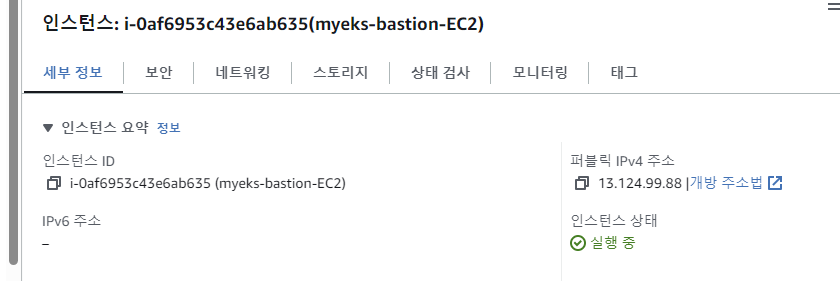 인스턴스: i-0af6953c43e6ab635(myeks-bastion-EC2)
세부 정보 보안 네트워킹 스토리지 상태 검사 모니터링 태그
▼ 인스턴스 요약 정보
인스턴스 ID
i-0af6953c43e6ab635 (myeks-bastion-EC2)
IPv6 주소
–
퍼블릭 IPv4 주소
13.124.99.88 |개방 주소법
인스턴스 상태
실행 중